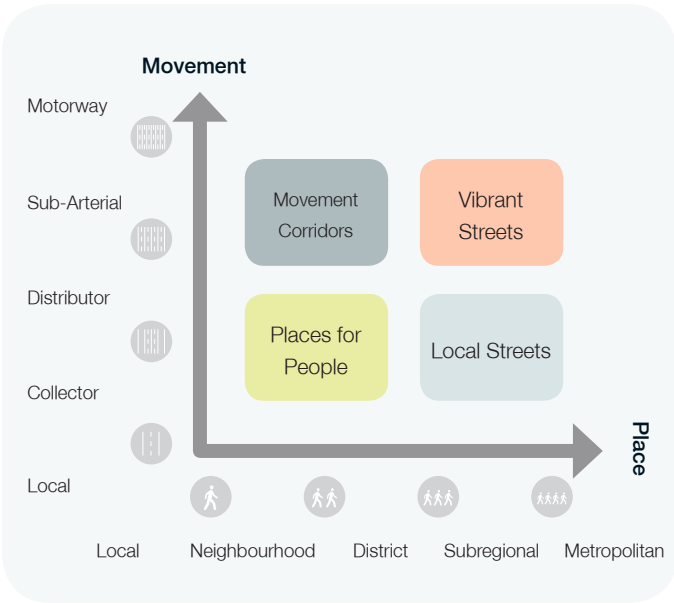 Movement
Motorway
Sub-Arterial
Distributor
Collector
Local
Movement
Corridors
Vibrant
Streets
Places for
People
Local Streets
Place
Local
Neighbourhood
District
Subregional
Metropolitan